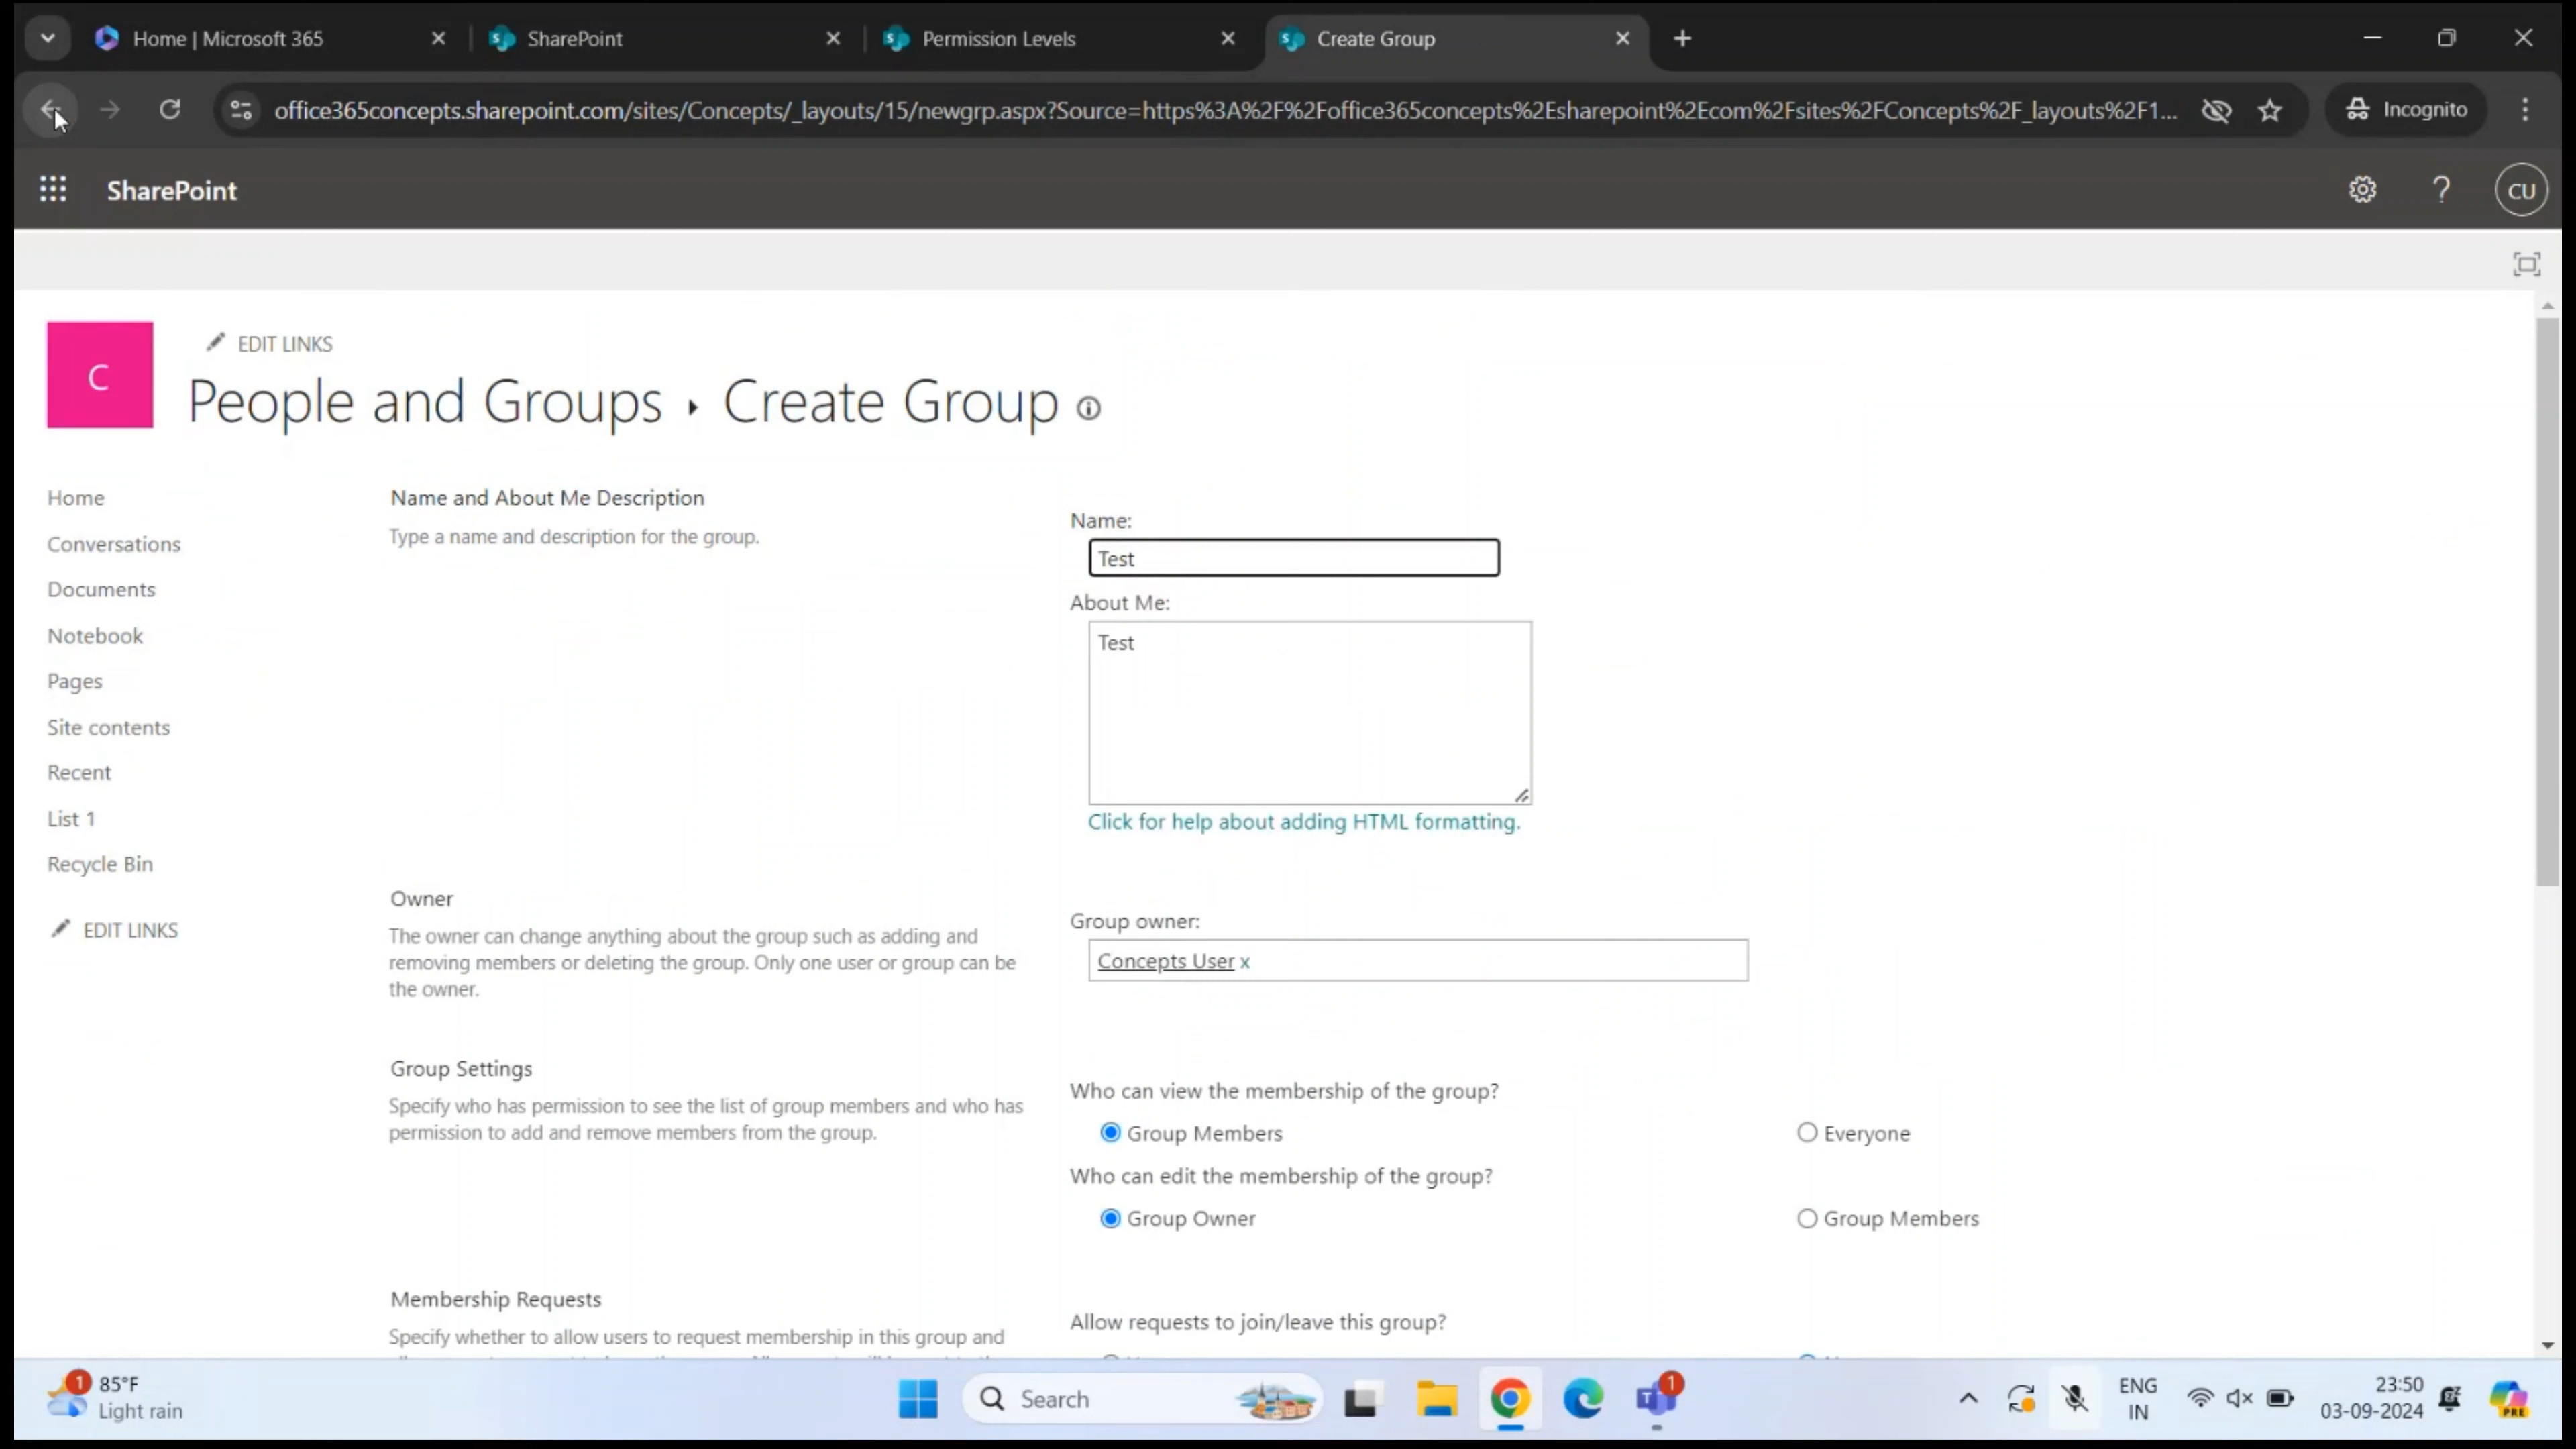 Home | Microsoft 365
SharePoint
Permission Levels
Create Group
office365concepts.sharepoint.com/sites/Concepts/_layouts/15/newgrp.aspx?Source=https%3A%2F%2Foffice365concepts%2Esharepoint%2Ecom%2Fsites%2FConcepts%2F_layouts%2F1...
Incognito
SharePoint
?
CU
C
EDIT LINKS
People and Groups ▸ Create Group
Home
Conversations
Documents
Notebook
Pages
Site contents
Recent
List 1
Recycle Bin
EDIT LINKS
Name and About Me Description
Type a name and description for the group.
Name:
Test
About Me:
Test
Click for help about adding HTML formatting.
Owner
The owner can change anything about the group such as adding and
removing members or deleting the group. Only one user or group can be
the owner.
Group owner:
Concepts User x
Group Settings
Specify who has permission to see the list of group members and who has
permission to add and remove members from the group.
Who can view the membership of the group?
Group Members
Everyone
Who can edit the membership of the group?
Group Owner
Group Members
Membership Requests
Specify whether to allow users to request membership in this group and
Allow requests to join/leave this group?
1
85°F
Light rain
Search
1
ENG
IN
23:50
03-09-2024
PRE